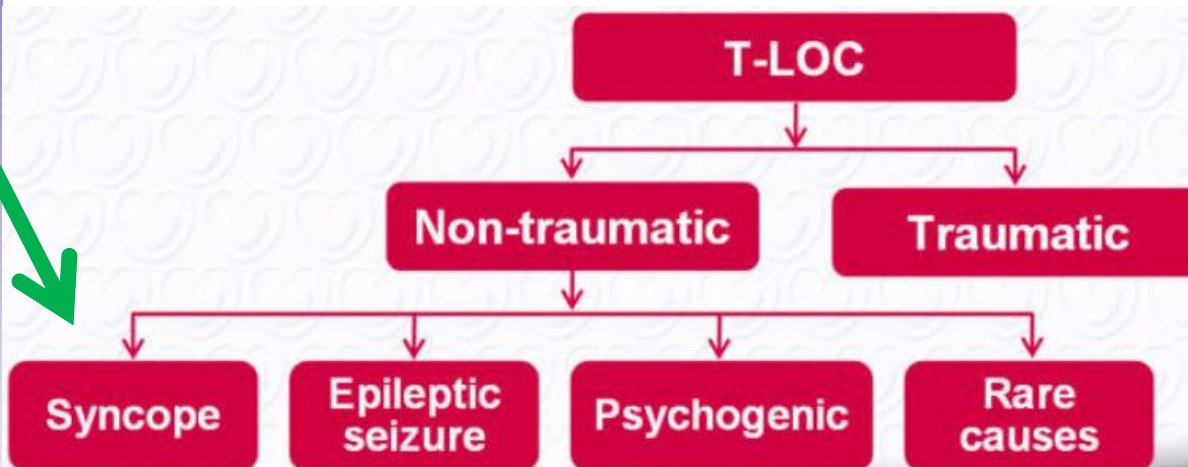 T-LOC
Non-traumatic
Traumatic
Syncope
Epileptic
seizure
Psychogenic
Rare
causes